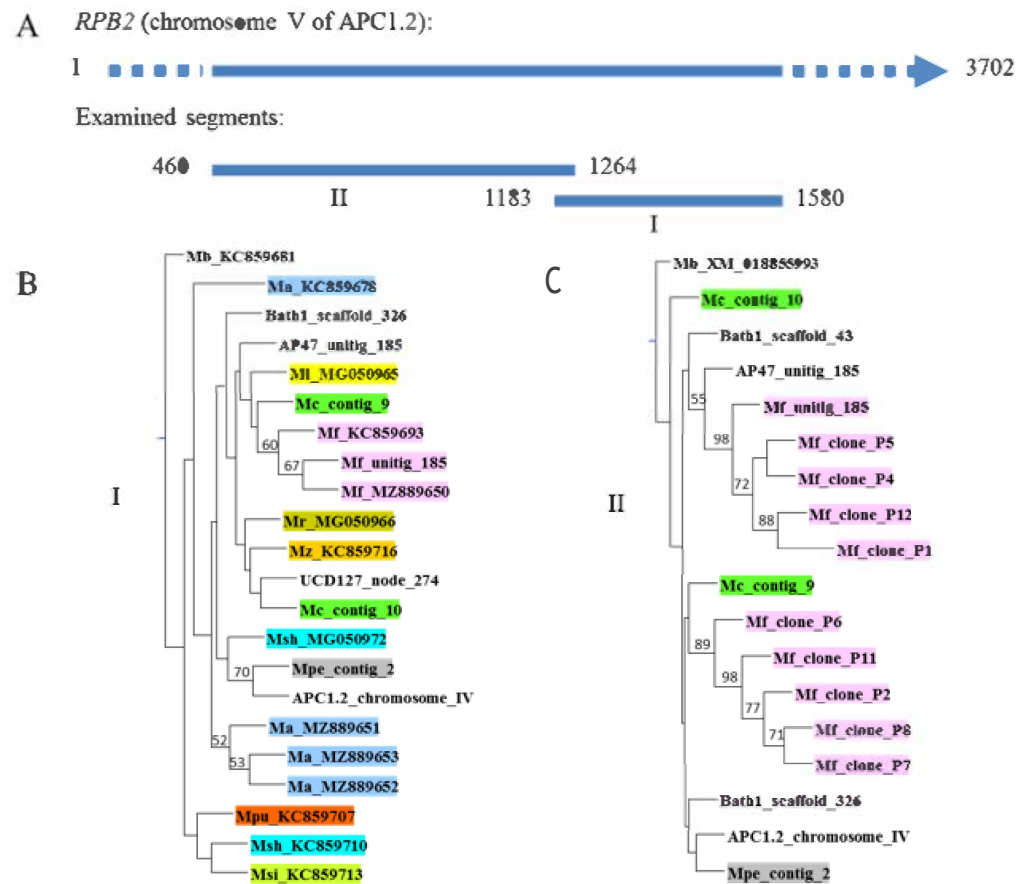 A
RPB2 (chromosome V of APC1.2):
1
3702
Examined segments:
460
1264
II
1183
1580
I
B
Mb_KC859681
Ma_KC859678
Bath1_scaffold_326
AP47_unitig_185
Ml_MG050965
Mc_contig_9
60
Mf_KC859693
67
Mf_unitig_185
Mf_MZ889650
I
Mr_MG050966
Mz_KC859716
UCD127_node_274
Mc_contig_10
Msh_MG050972
70
Mpe_contig_2
APC1.2_chromosome_IV
Ma_MZ889651
52
53
Ma_MZ889653
Ma_MZ889652
Mpu_KC859707
Msh_KC859710
Msi_KC859713
C
Mb_XM_018855993
Mc_contig_10
Bath1_scaffold_43
AP47_unitig_185
55
Mf_unitig_185
98
Mf_clone_P5
72
Mf_clone_P4
II
88
Mf_clone_P12
Mf_clone_P1
Mc_contig_9
89
Mf_clone_P6
98
Mf_clone_P11
77
Mf_clone_P2
71
Mf_clone_P8
Mf_clone_P7
Bath1_scaffold_326
APC1.2_chromosome_IV
Mpe_contig_2